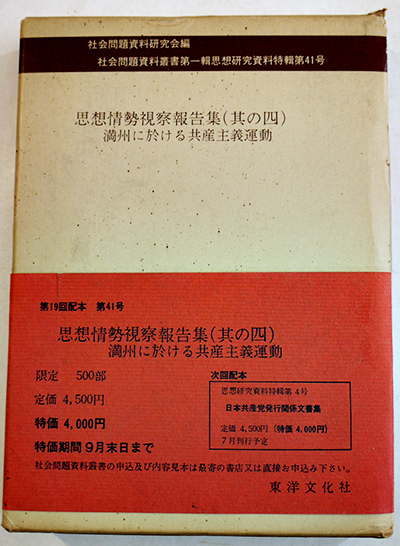 社会問題資料研究会編
社会問題資料叢書第一輯思想研究資料特輯第41号
思想情勢視察報告集(其の四)
満州に於ける共産主義運動
第19回配本 第41号
思想情勢視察報告集(其の四)
満州に於ける共産主義運動
限定 500部
定価 4,500円
特価 4,000円
特価期間9月末日まで
次回配本
思想研究資料特輯第4号
日本共産党発行関係文書集
定価 4,500円(特価 4,000円)
7月刊行予定
社会問題資料叢書の申込及び内容見本は最寄の書店又は直接お申込み下さい。
東洋文化社